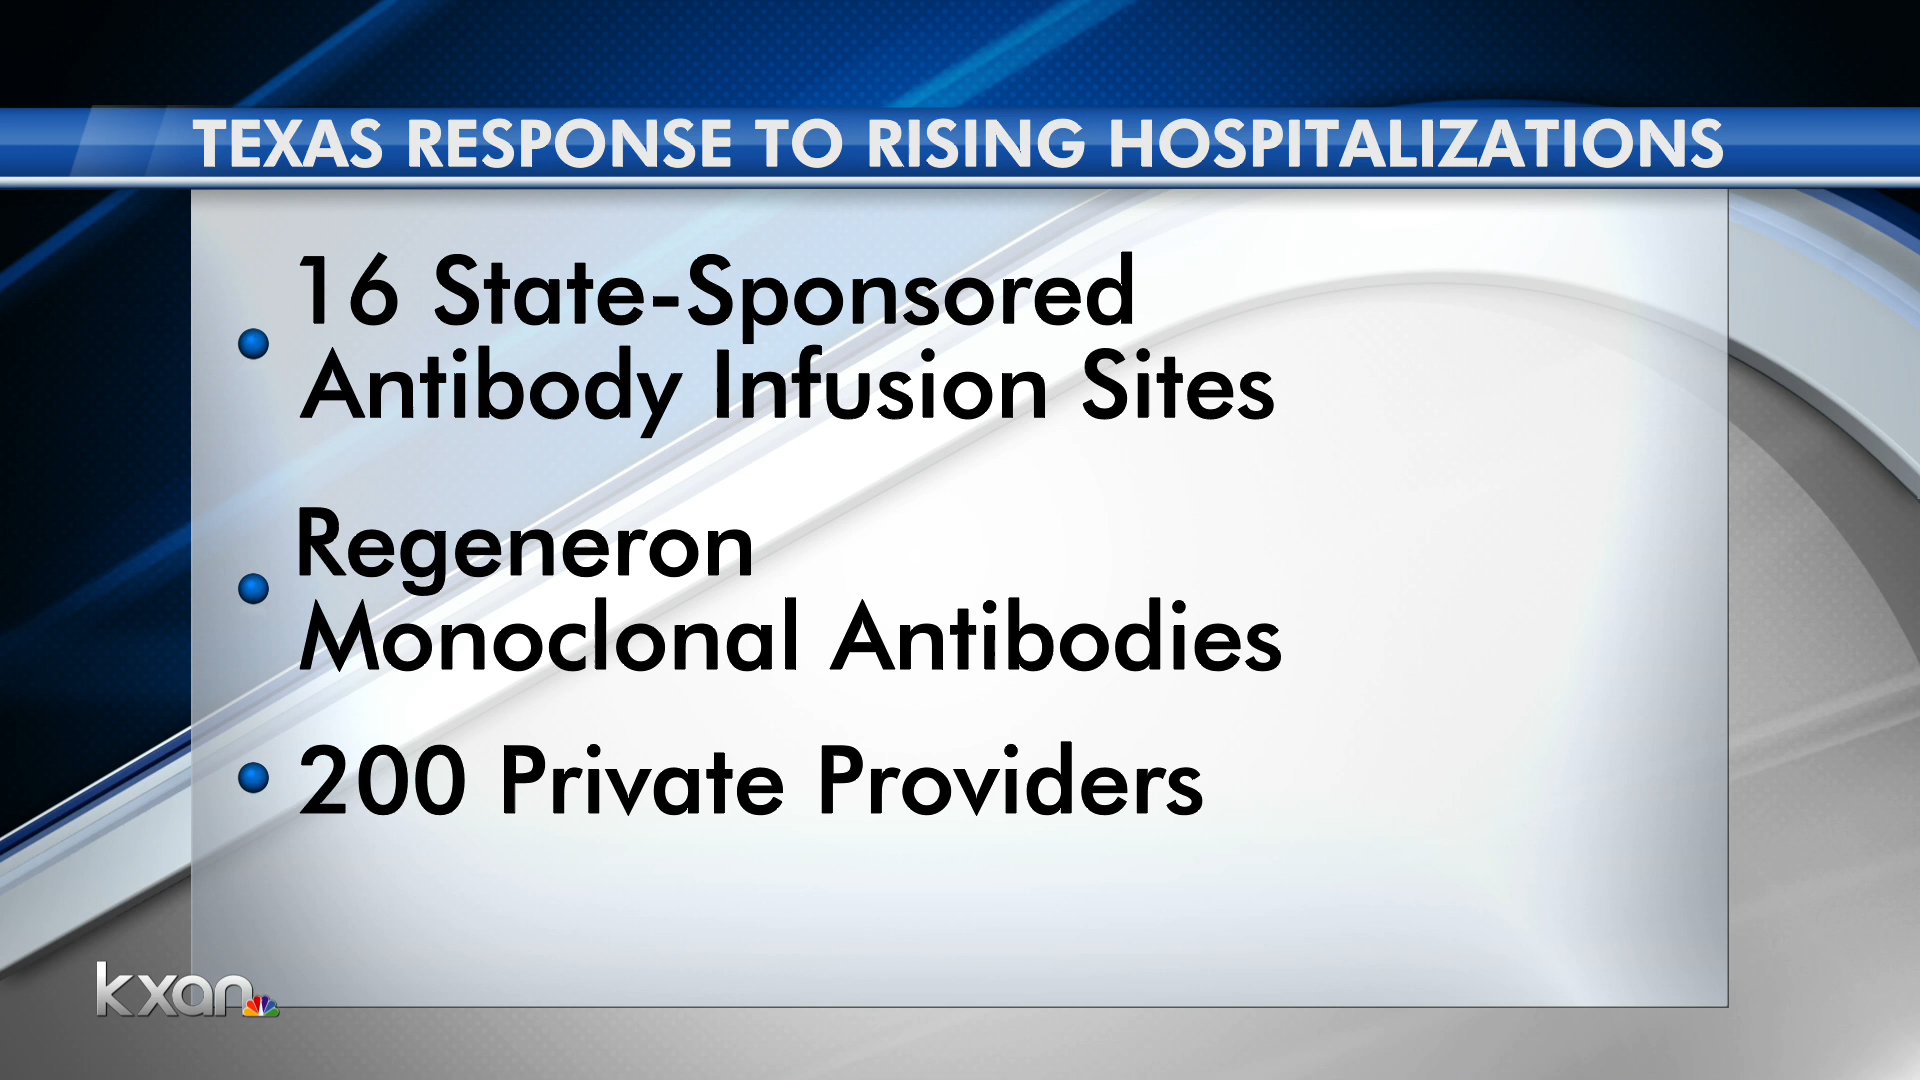 TEXAS RESPONSE TO RISING HOSPITALIZATIONS
16 State-Sponsored
Antibody Infusion Sites
Regeneron
Monoclonal Antibodies
200 Private Providers
kxan